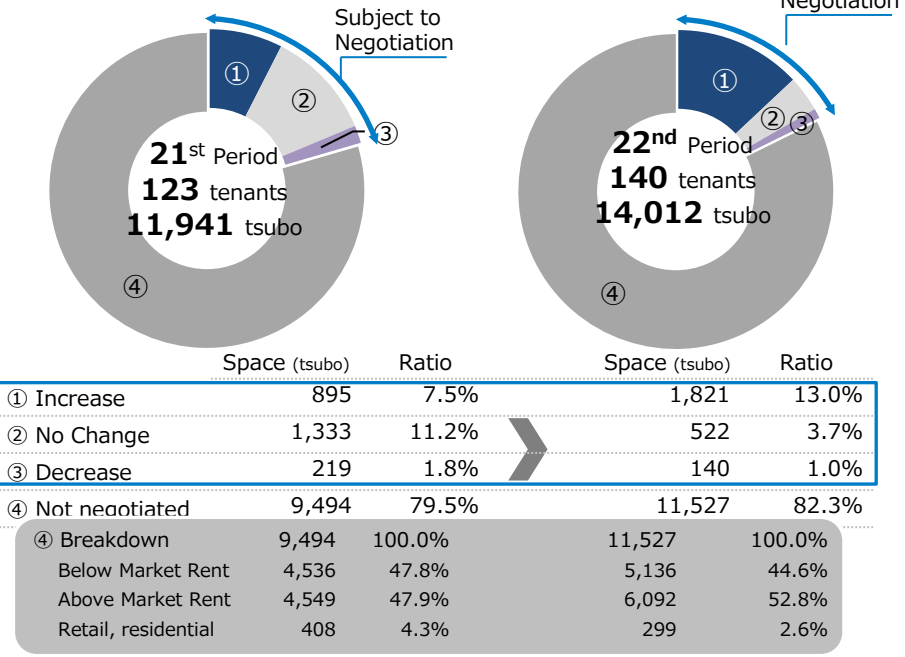 Subject to
Negotiation
①
②
③
21st Period
123 tenants
11,941 tsubo
④
Negotiation
①
②
③
22nd Period
140 tenants
14,012 tsubo
④
Space (tsubo) Ratio Space (tsubo) Ratio
① Increase 895 7.5% 1,821 13.0%
② No Change 1,333 11.2% 522 3.7%
③ Decrease 219 1.8% 140 1.0%
④ Not negotiated 9,494 79.5% 11,527 82.3%
④ Breakdown 9,494 100.0% 11,527 100.0%
Below Market Rent 4,536 47.8% 5,136 44.6%
Above Market Rent 4,549 47.9% 6,092 52.8%
Retail, residential 408 4.3% 299 2.6%